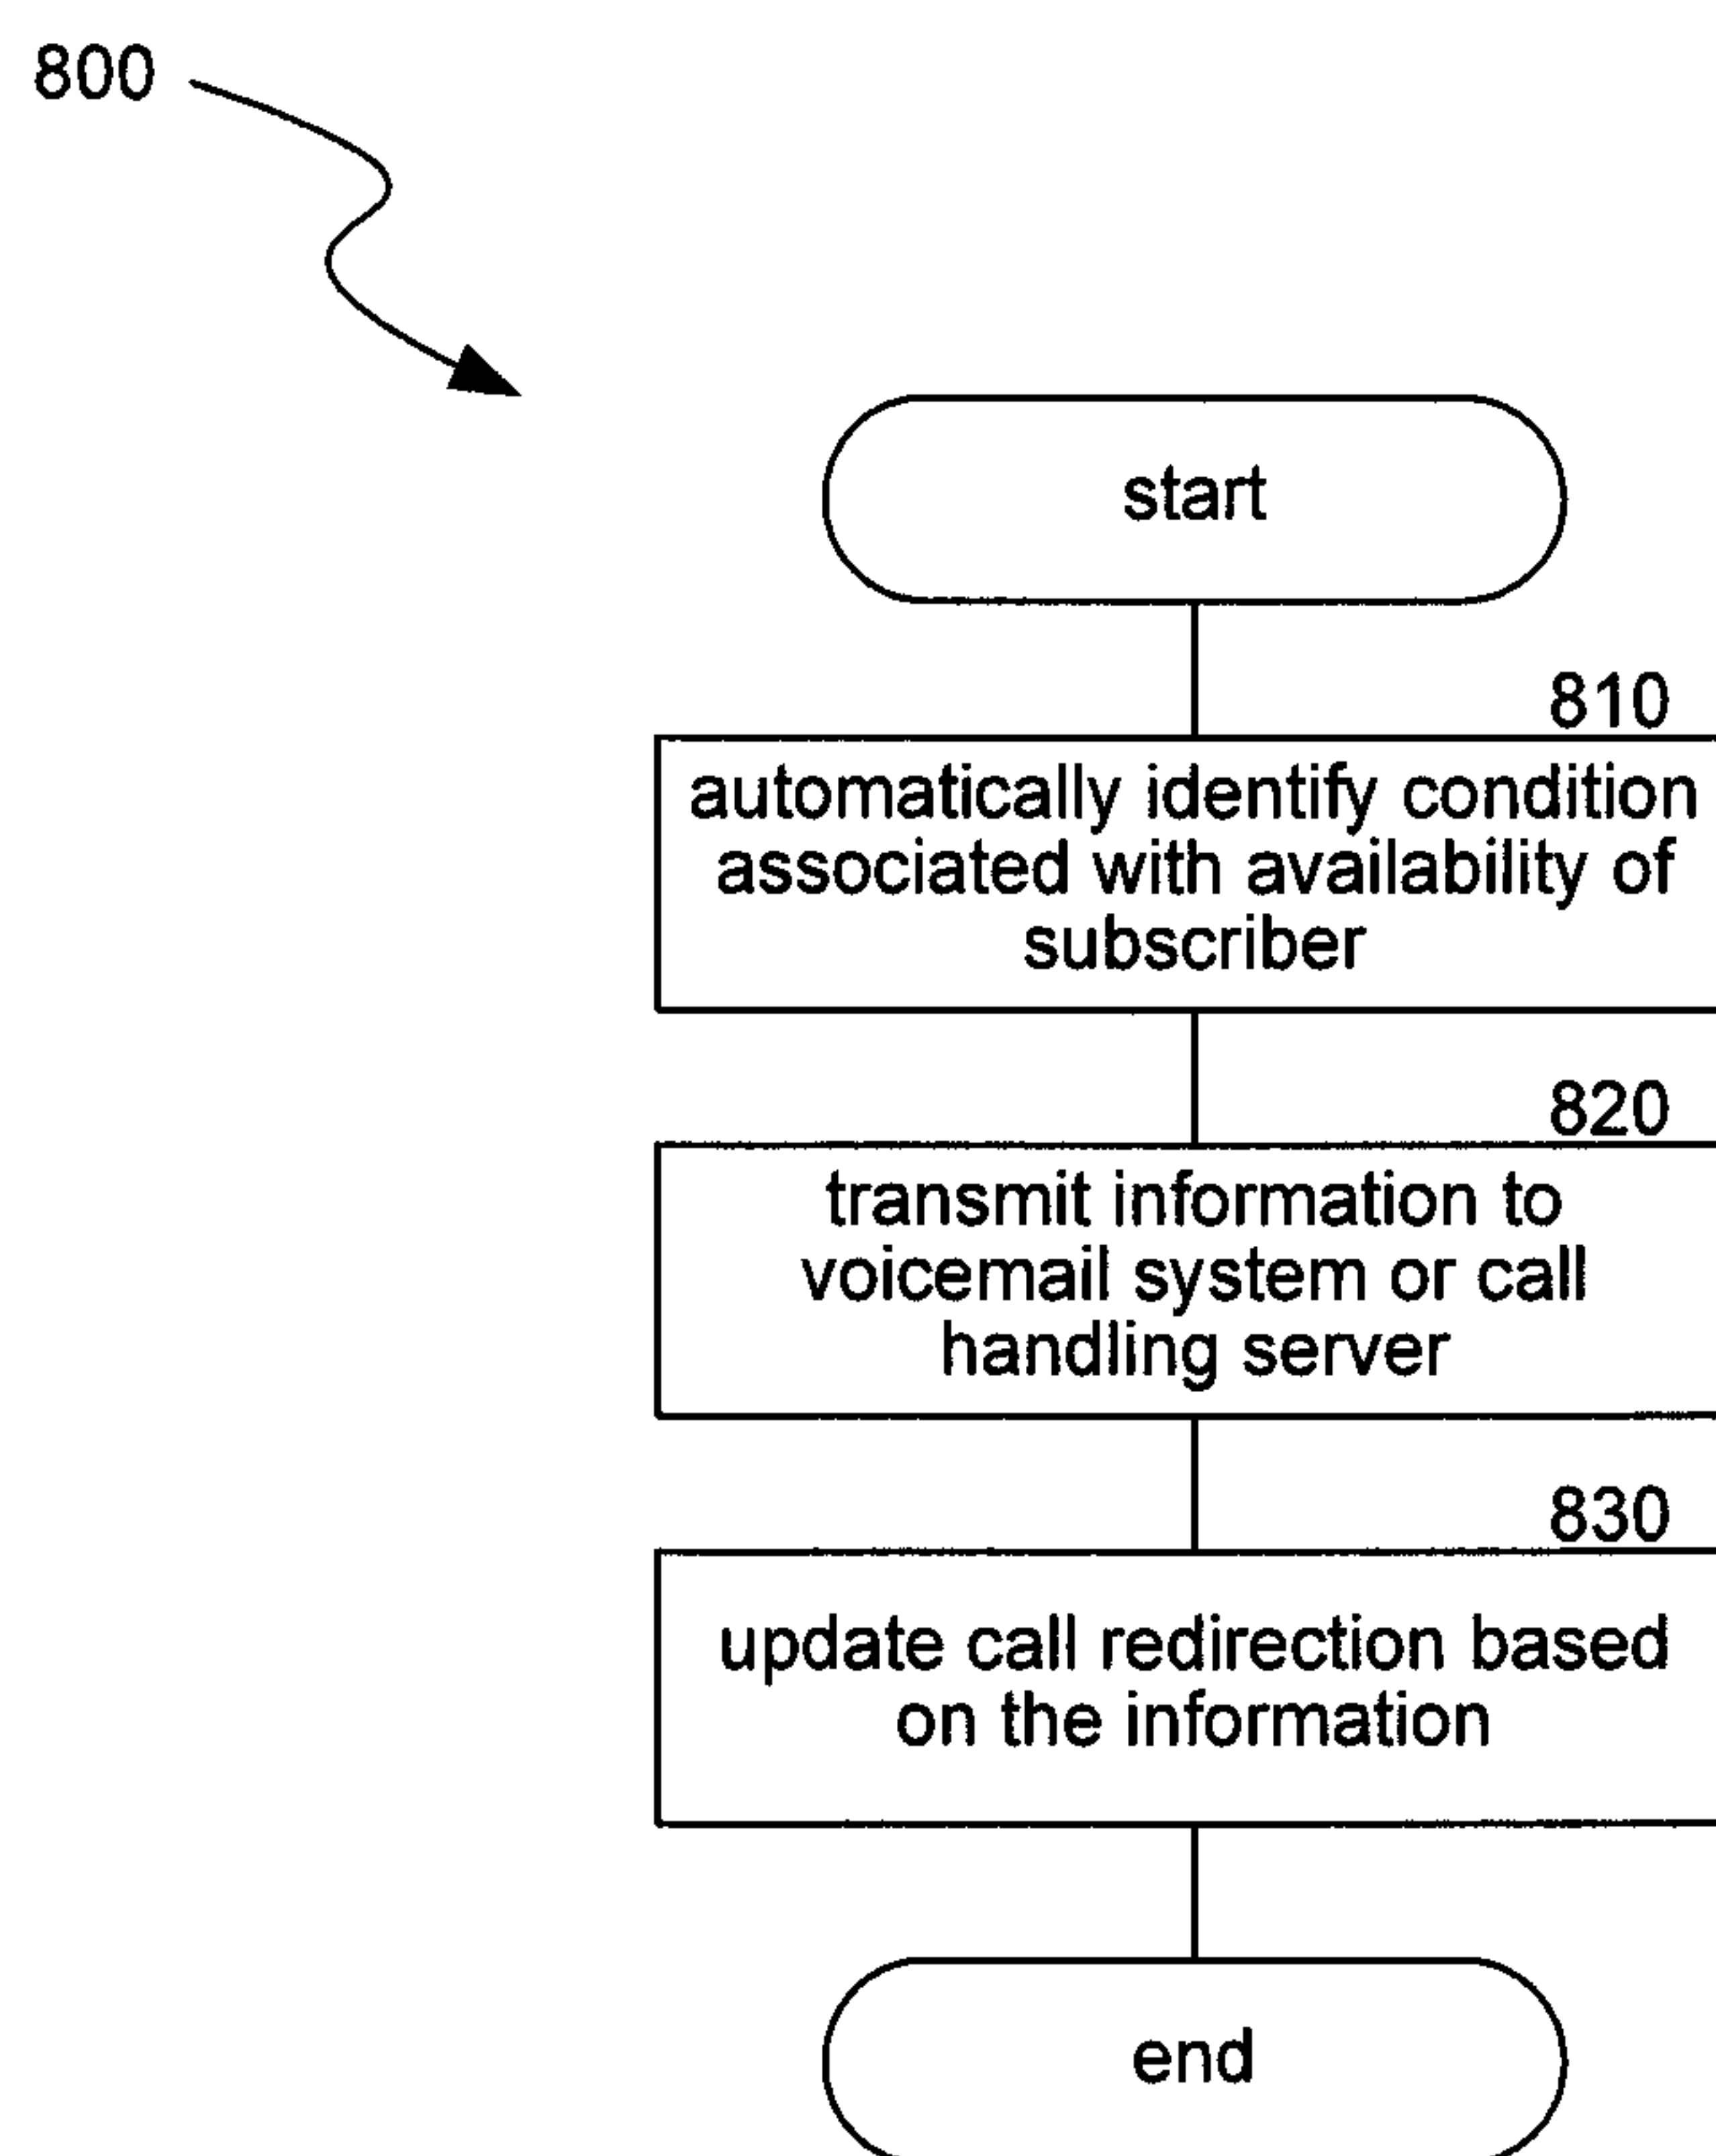 800
start
810
automatically identify condition
associated with availability of
subscriber
820
transmit information to
voicemail system or call
handling server
830
update call redirection based
on the information
end